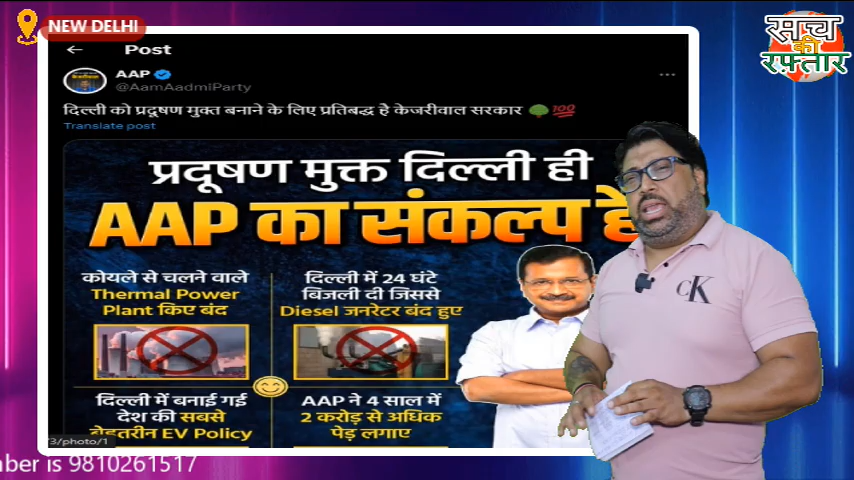 NEW DELHI
सच
की
रफ़्तार
Post
AAP
@AamAadmiParty
दिल्ली को प्रदूषण मुक्त बनाने के लिए प्रतिबद्ध है केजरीवाल सरकार 🌳💯
Translate post
प्रदूषण मुक्त दिल्ली ही
AAP का संकल्प है
कोयले से चलने वाले
Thermal Power
Plant किए बंद
दिल्ली में 24 घंटे
बिजली दी जिससे
Diesel जनरेटर बंद हुए
दिल्ली में बनाई गई
देश की सबसे
बेहतरीन EV Policy
AAP ने 4 साल में
2 करोड़ से अधिक
पेड़ लगाए
/photo/1
CK
is 9810261517